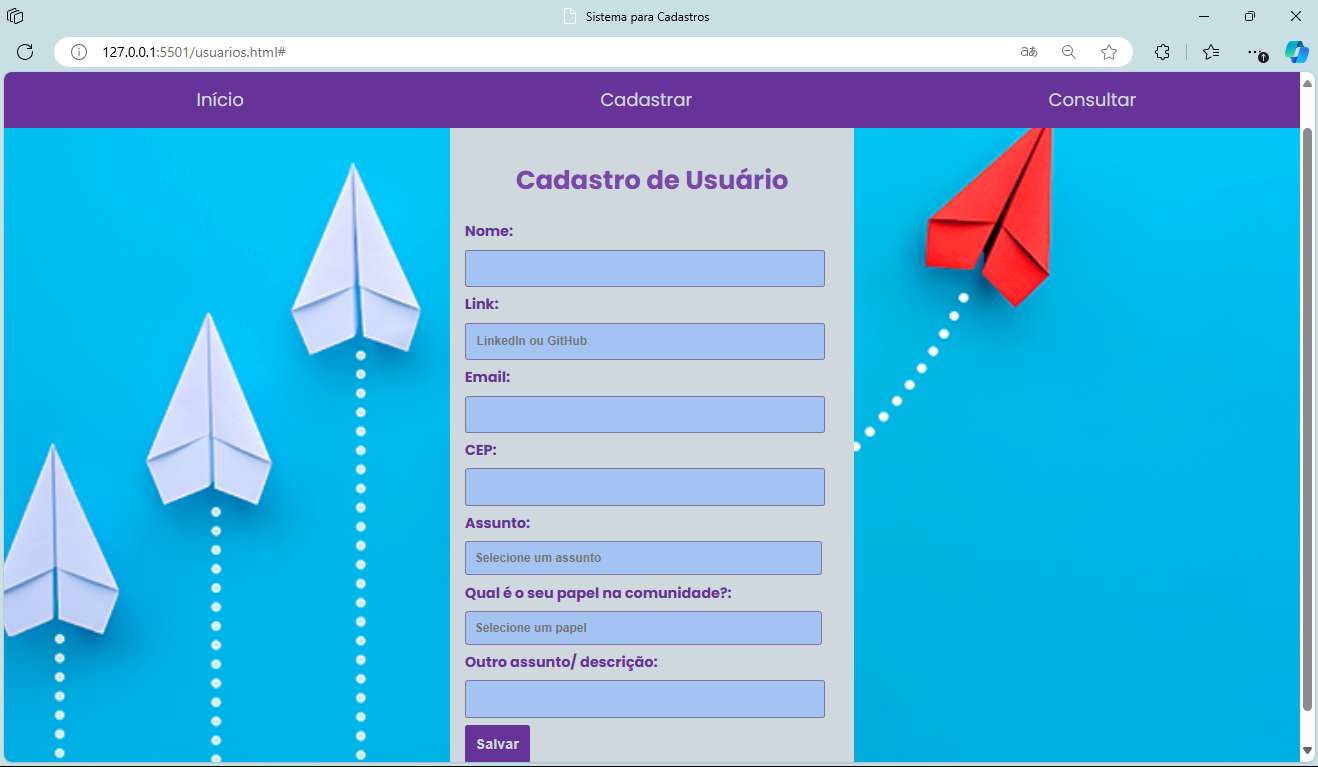 Sistema para Cadastros
127.0.0.1:5501/usuarios.html#
aあ
Início Cadastrar Consultar
Cadastro de Usuário
Nome:
Link:
LinkedIn ou GitHub
Email:
CEP:
Assunto:
Selecione um assunto
Qual é o seu papel na comunidade?:
Selecione um papel
Outro assunto/ descrição:
Salvar